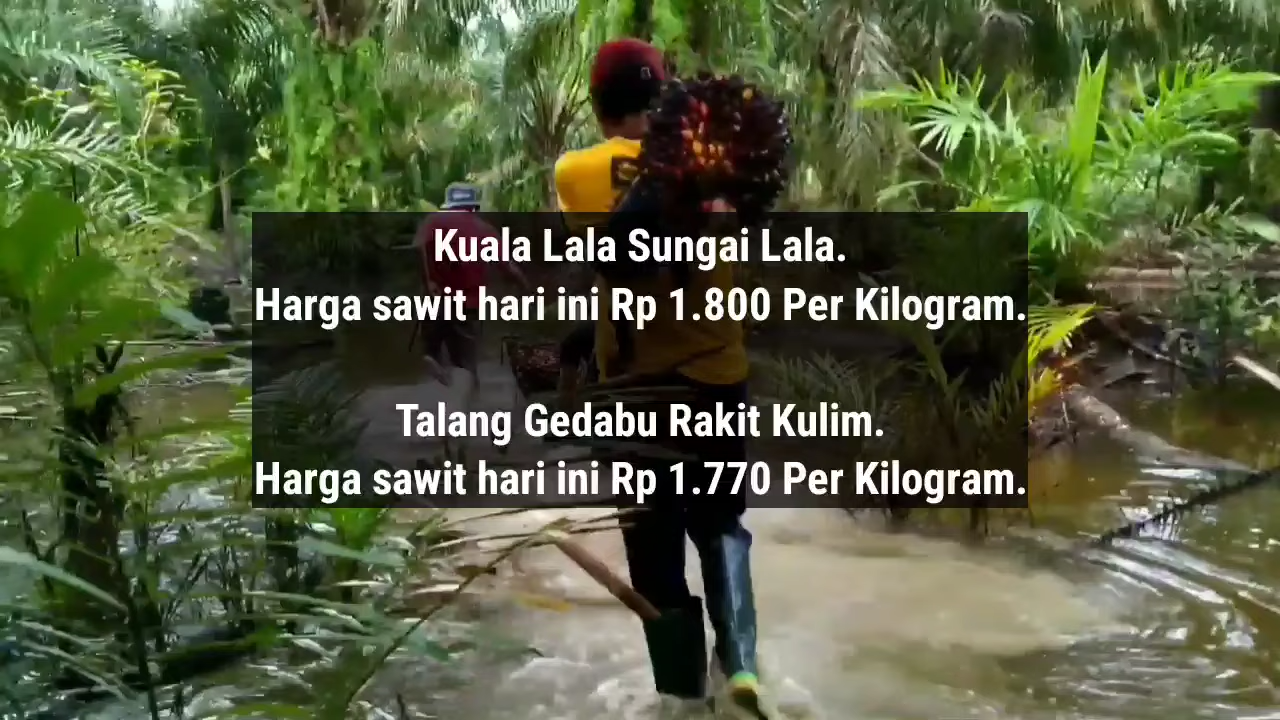 Kuala Lala Sungai Lala.
Harga sawit hari ini Rp 1.800 Per Kilogram.
Talang Gedabu Rakit Kulim.
Harga sawit hari ini Rp 1.770 Per Kilogram.